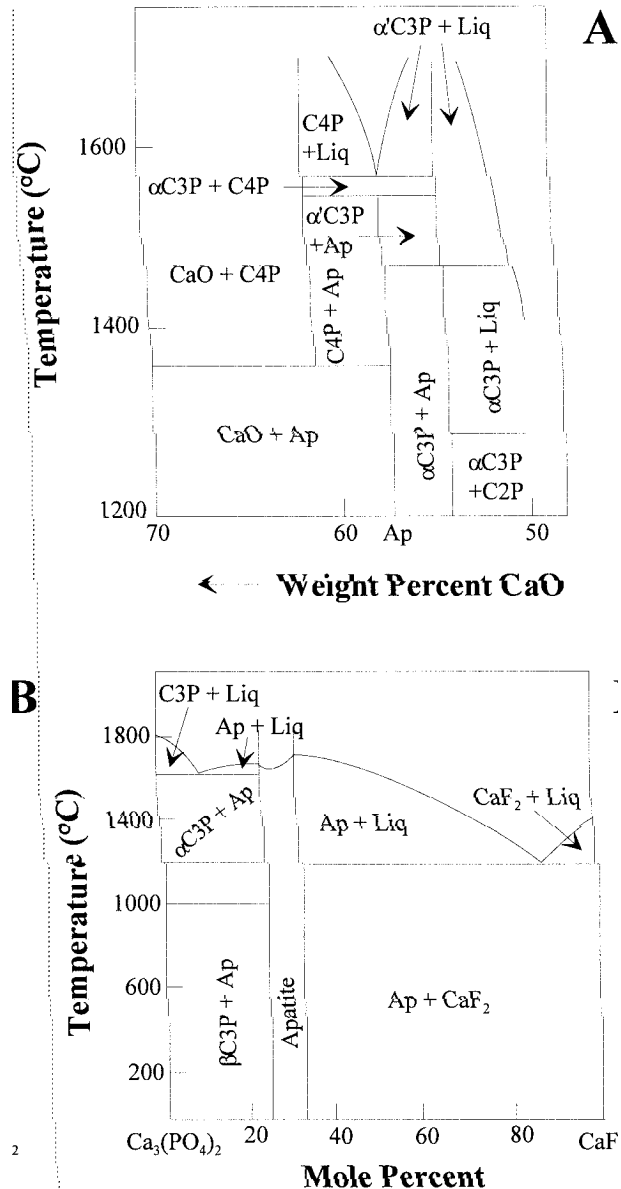 A
α'C3P + Liq
C4P
+Liq
1600
αC3P + C4P
α'C3P
+Ap
CaO + C4P
C4P + Ap
1400
αC3P + Liq
CaO + Ap
αC3P + Ap
αC3P
+C2P
1200
70
60
Ap
50
Temperature (°C)
Weight Percent CaO
B
C3P + Liq
Ap + Liq
1800
CaF₂ + Liq
αC3P + Ap
Ap + Liq
1400
1000
βC3P + Ap
Apatite
Ap + CaF₂
600
200
Temperature (°C)
Ca₃(PO₄)₂
20
40
60
80
CaF
2
Mole Percent